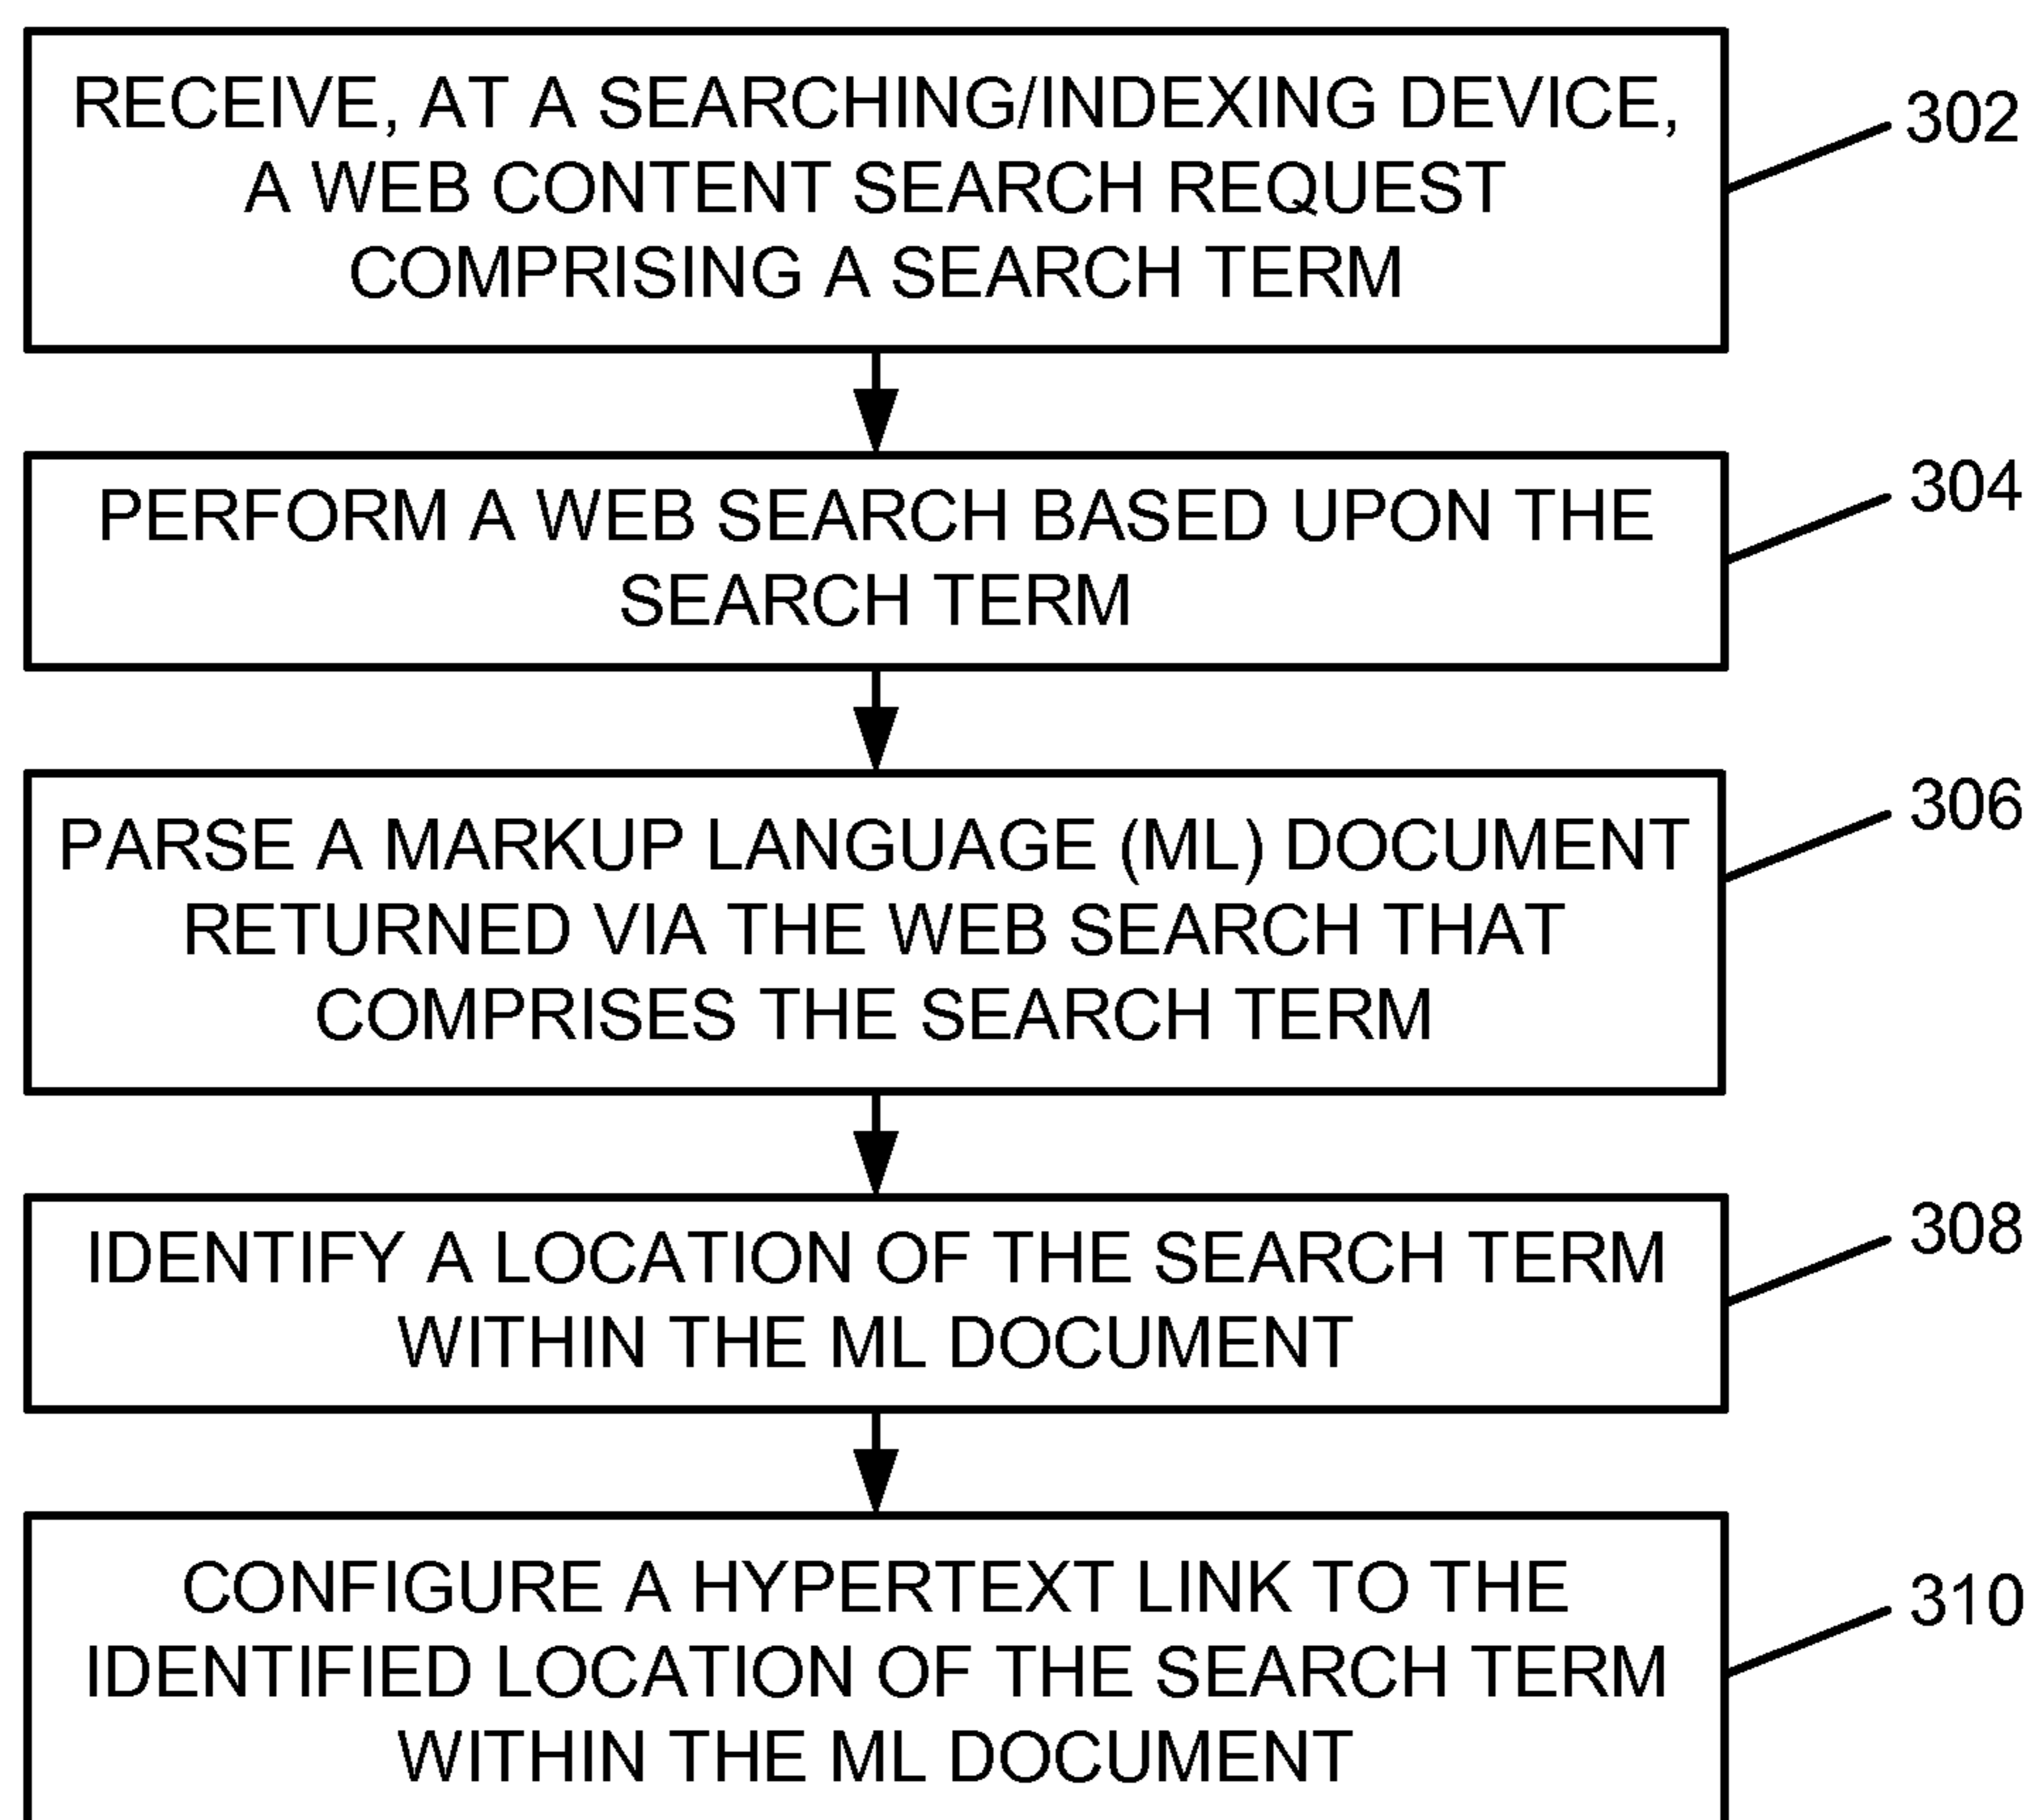 RECEIVE, AT A SEARCHING/INDEXING DEVICE,
A WEB CONTENT SEARCH REQUEST
COMPRISING A SEARCH TERM
302
PERFORM A WEB SEARCH BASED UPON THE
SEARCH TERM
304
PARSE A MARKUP LANGUAGE (ML) DOCUMENT
RETURNED VIA THE WEB SEARCH THAT
COMPRISES THE SEARCH TERM
306
IDENTIFY A LOCATION OF THE SEARCH TERM
WITHIN THE ML DOCUMENT
308
CONFIGURE A HYPERTEXT LINK TO THE
IDENTIFIED LOCATION OF THE SEARCH TERM
WITHIN THE ML DOCUMENT
310